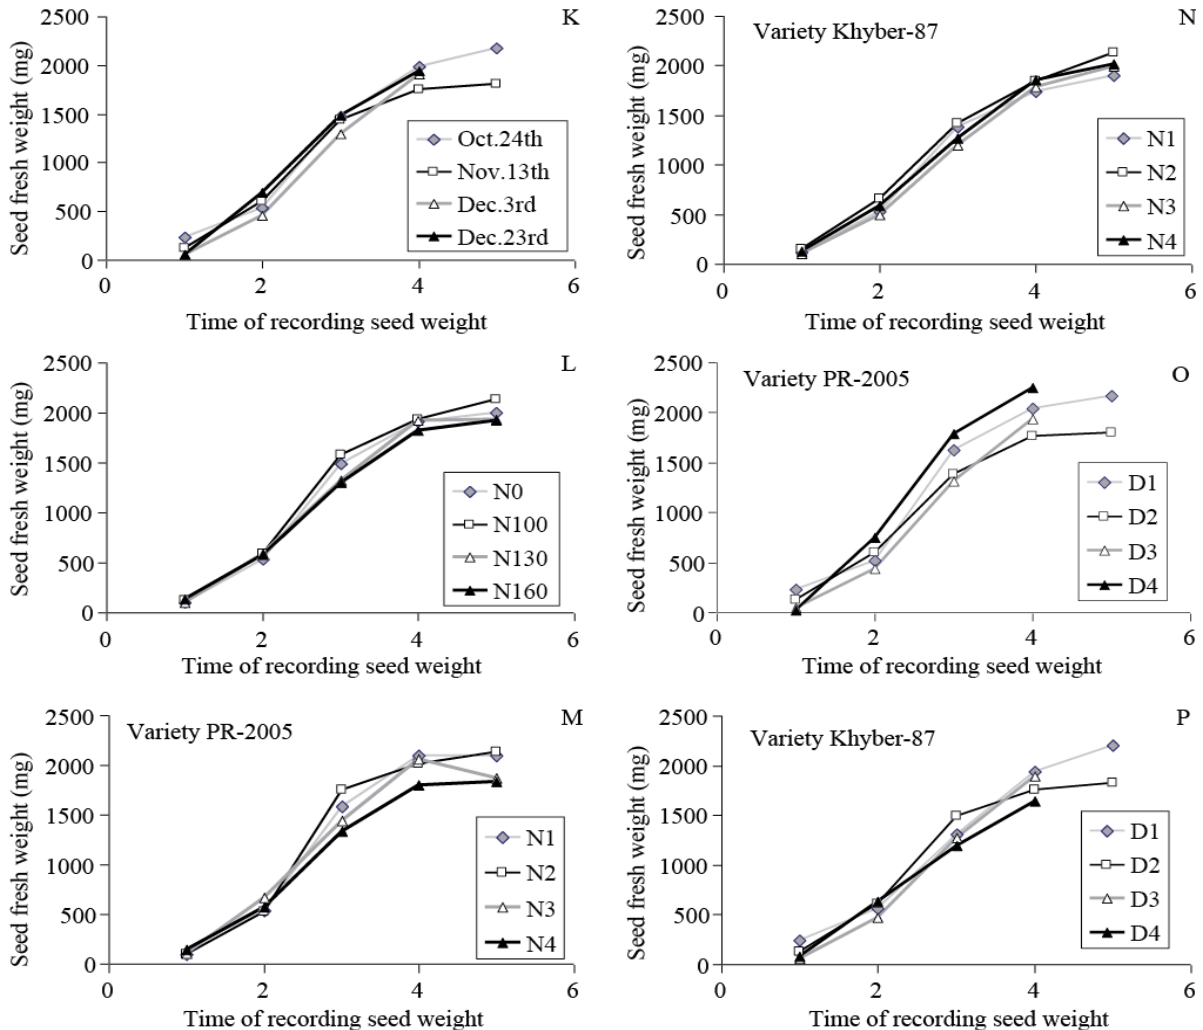 K
2500
2000
1500
1000
500
0
Seed fresh weight (mg)
Oct.24th
Nov.13th
Dec.3rd
Dec.23rd
0 2 4 6
Time of recording seed weight
N
Variety Khyber-87
2500
2000
1500
1000
500
0
Seed fresh weight (mg)
N1
N2
N3
N4
0 2 4 6
Time of recording seed weight
L
2500
2000
1500
1000
500
0
Seed fresh weight (mg)
N0
N100
N130
N160
0 2 4 6
Time of recording seed weight
O
Variety PR-2005
2500
2000
1500
1000
500
0
Seed fresh weight (mg)
D1
D2
D3
D4
0 2 4 6
Time of recording seed weight
M
Variety PR-2005
2500
2000
1500
1000
500
0
Seed fresh weight (mg)
N1
N2
N3
N4
0 2 4 6
Time of recording seed weight
P
Variety Khyber-87
2500
2000
1500
1000
500
0
Seed fresh weight (mg)
D1
D2
D3
D4
0 2 4 6
Time of recording seed weight